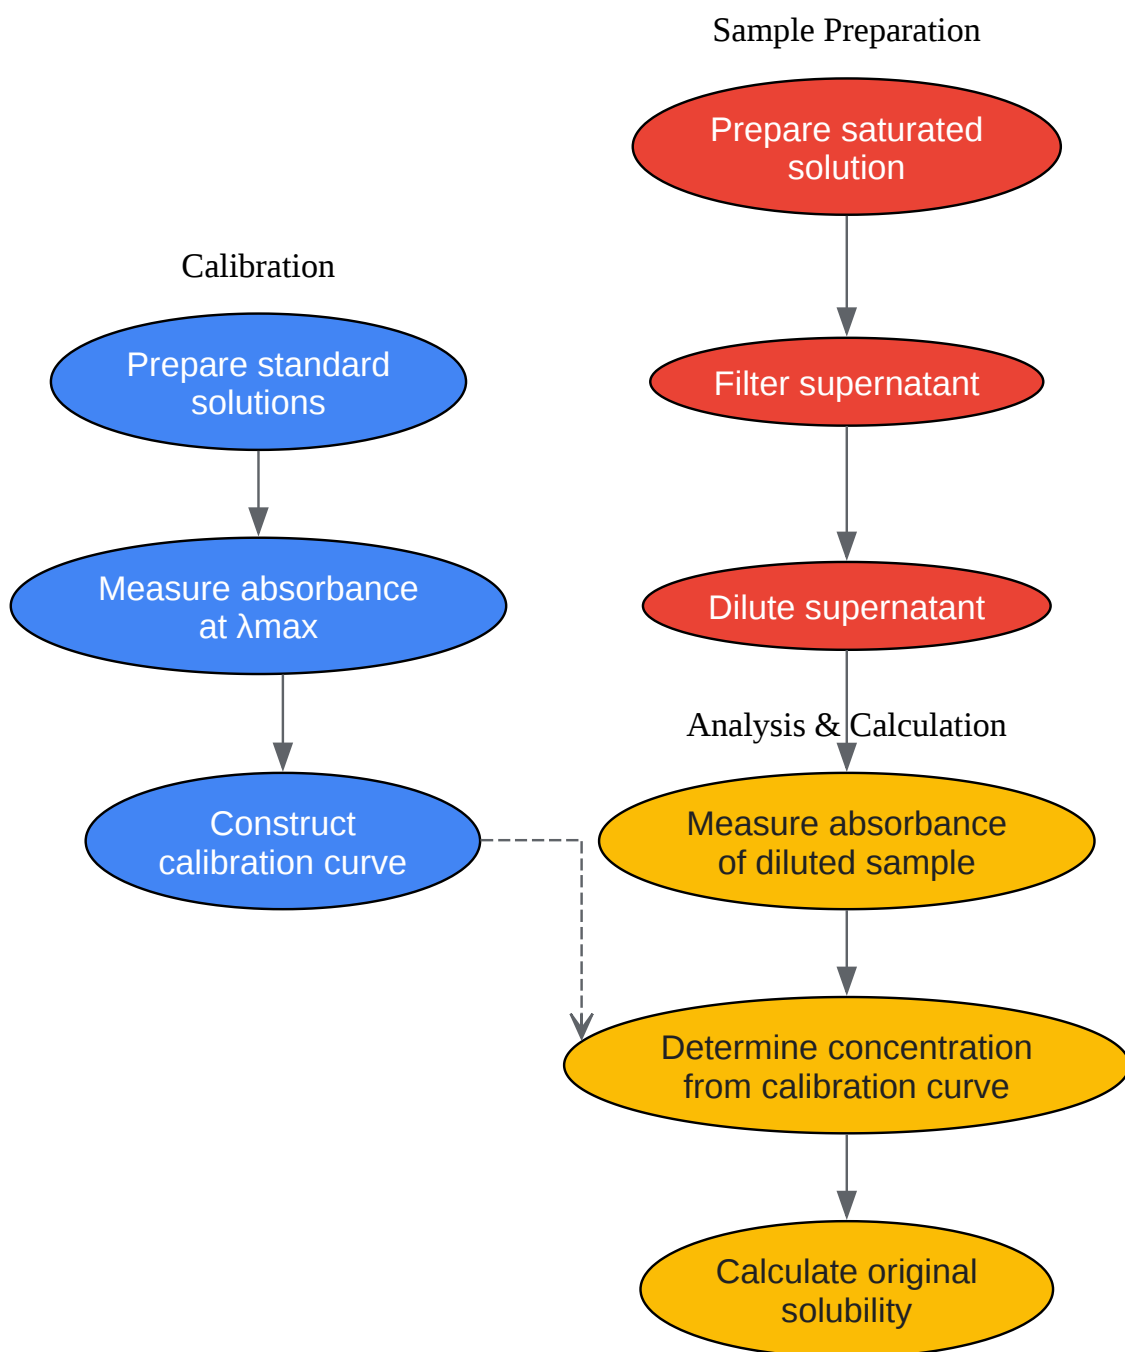 Sample Preparation
Prepare saturated
solution
Filter supernatant
Dilute supernatant
Calibration
Prepare standard
solutions
Measure absorbance
at λmax
Construct
calibration curve
Analysis & Calculation
Measure absorbance
of diluted sample
Determine concentration
from calibration curve
Calculate original
solubility